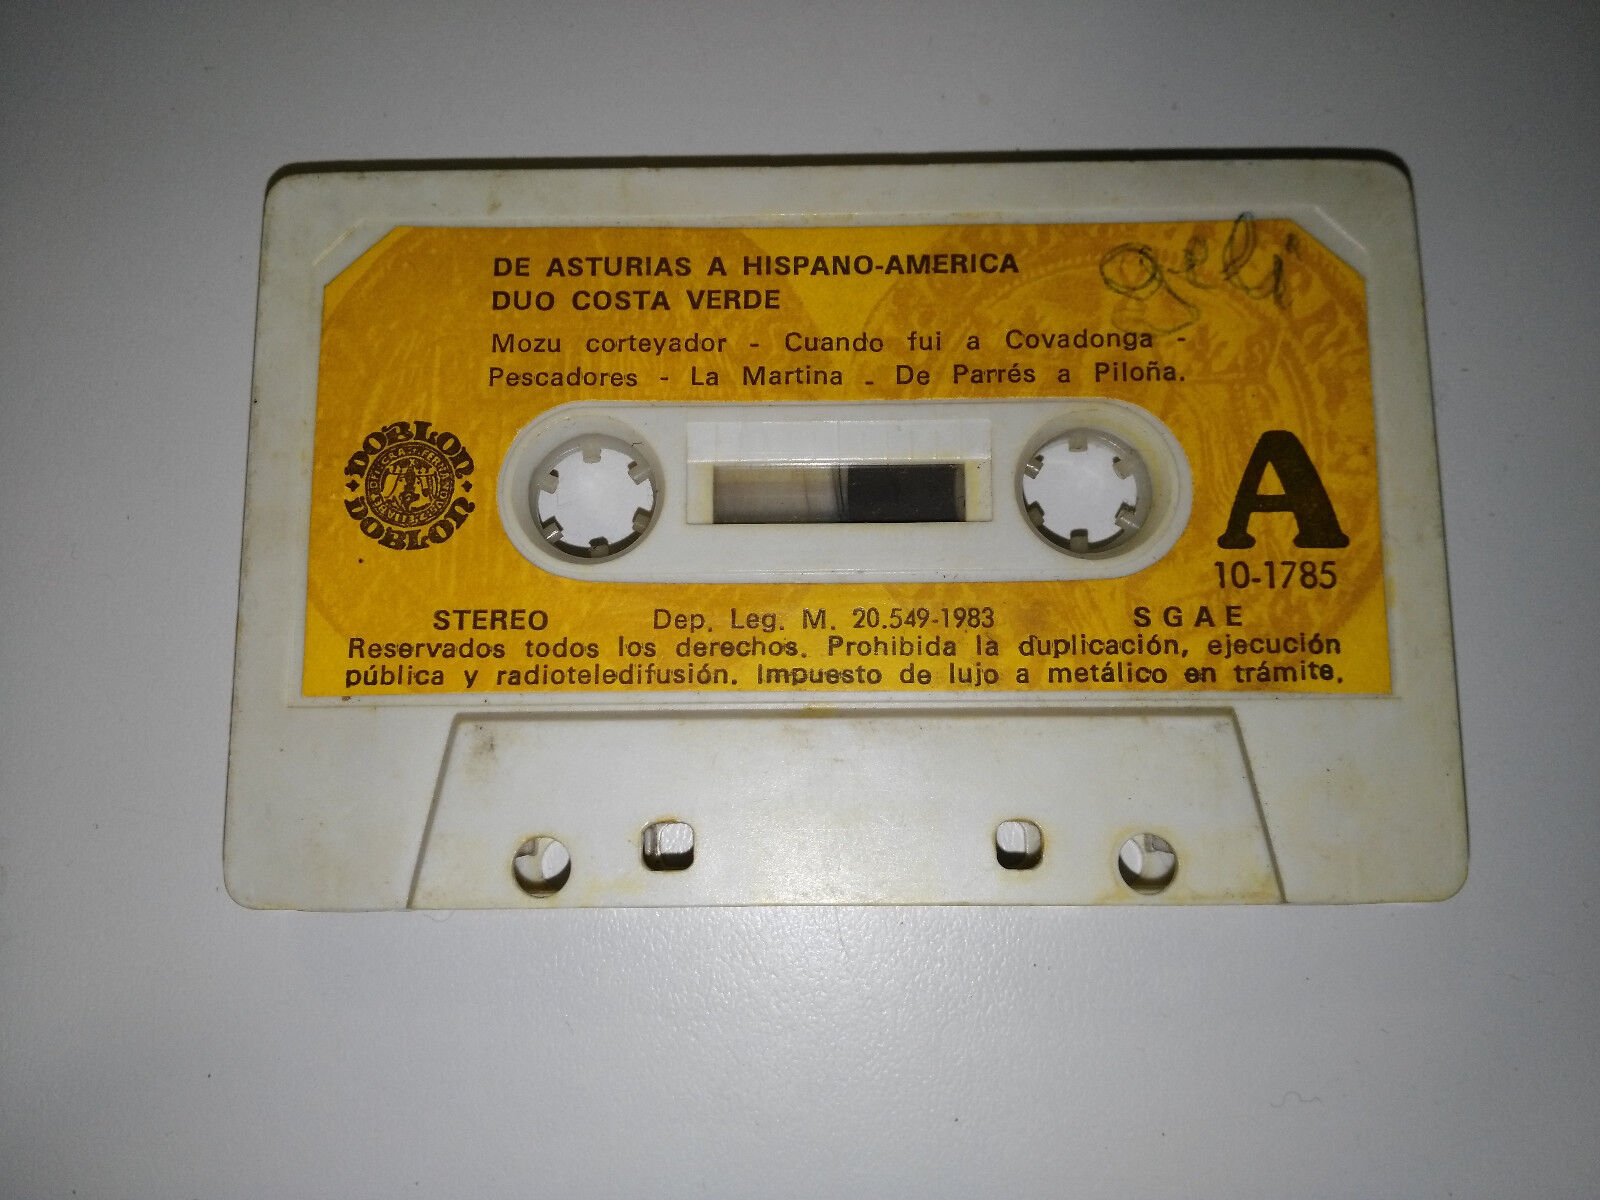 DE ASTURIAS A HISPANO-AMERICA
geli
DUO COSTA VERDE
Mozu corteyador - Cuando fui a Covadonga -
Pescadores - La Martina - De Parrés a Piloña.
DOBLON
DOBLON
A
10-1785
STEREO Dep. Leg. M. 20.549-1983 SGAE
Reservados todos los derechos. Prohibida la duplicación, ejecución
pública y radioteledifusión. Impuesto de lujo a metálico en trámite.